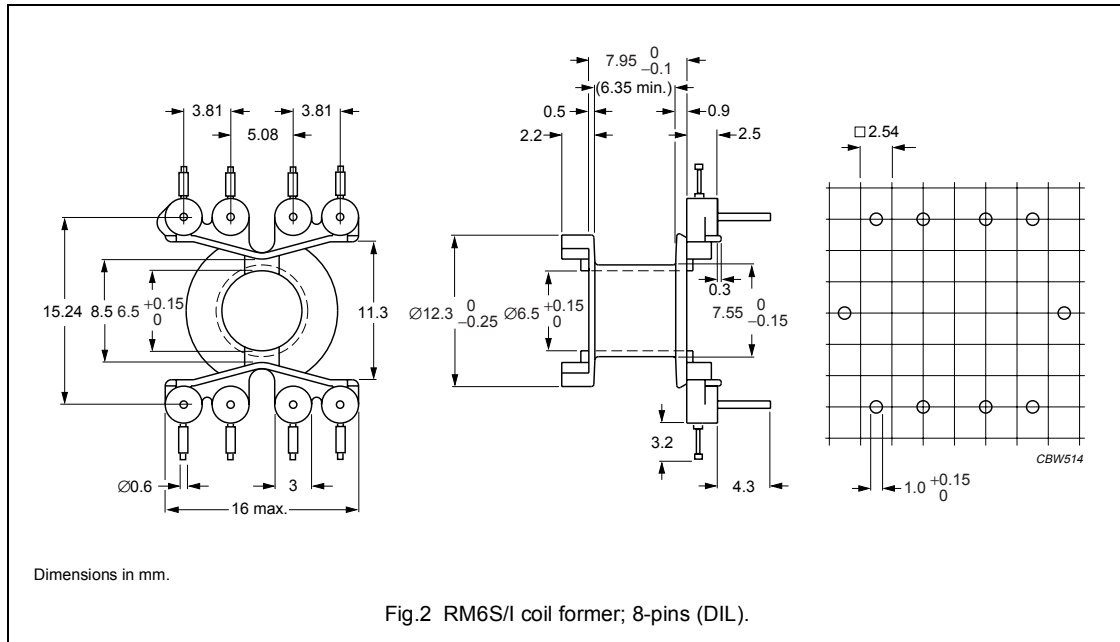 7.95 0 −0.1
(6.35 min.)
3.81 3.81 0.5 0.9
5.08 2.2 2.5 □2.54
0.3
15.24 8.5 6.5 +0.15 0 11.3 ∅12.3 0 −0.25 ∅6.5 +0.15 0 7.55 0 −0.15
3.2
CBW514
∅0.6 3 4.3 1.0 +0.15 0
16 max.
Dimensions in mm.
Fig.2 RM6S/I coil former; 8-pins (DIL).